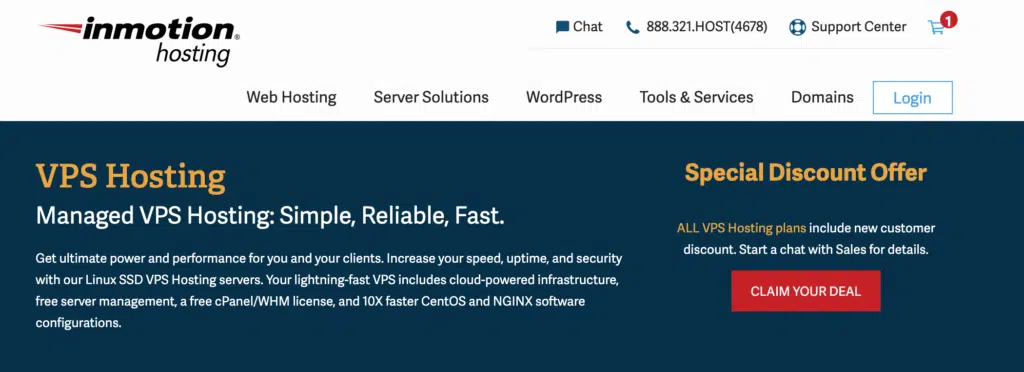 inmotion®
hosting
Chat
888.321.HOST(4678)
Support Center
1
Web Hosting
Server Solutions
WordPress
Tools & Services
Domains
Login
VPS Hosting
Managed VPS Hosting: Simple, Reliable, Fast.
Get ultimate power and performance for you and your clients. Increase your speed, uptime, and security
with our Linux SSD VPS Hosting servers. Your lightning-fast VPS includes cloud-powered infrastructure,
free server management, a free cPanel/WHM license, and 10X faster CentOS and NGINX software
configurations.
Special Discount Offer
ALL VPS Hosting plans include new customer
discount. Start a chat with Sales for details.
CLAIM YOUR DEAL